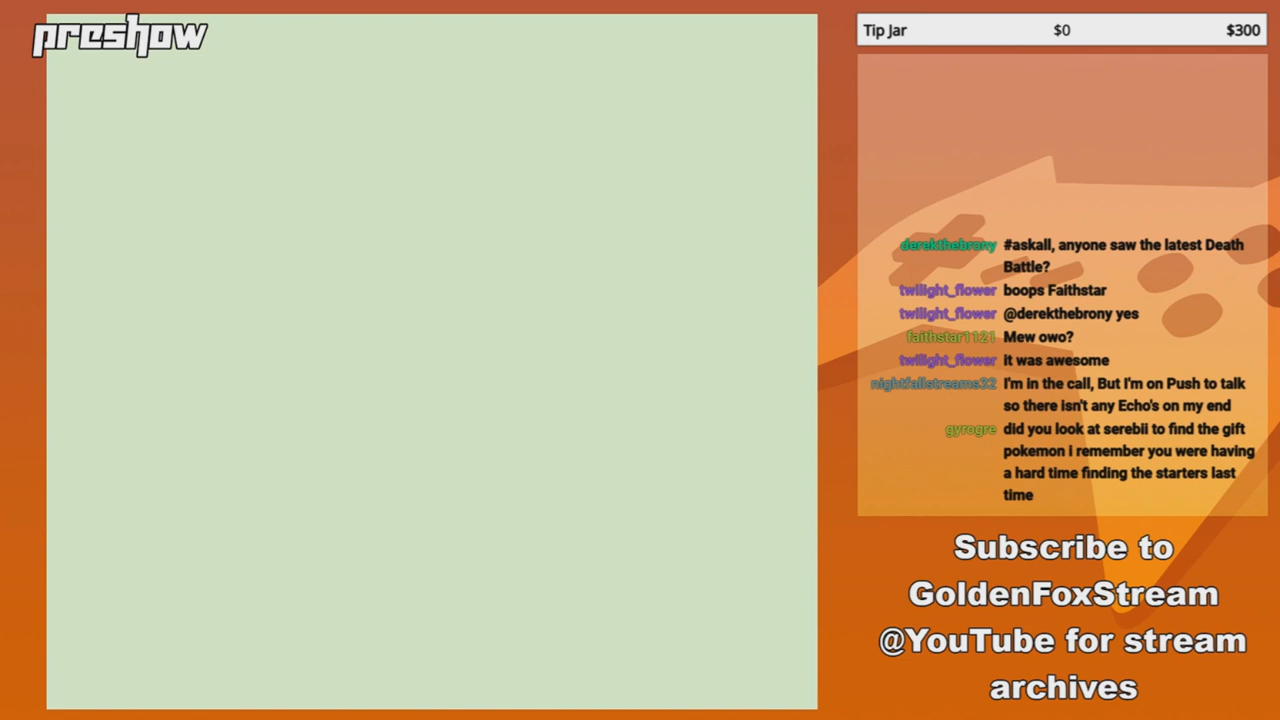 preshow
Tip Jar $0 $300
derekthebrony #askall, anyone saw the latest Death
Battle?
twilight_flower boops Faithstar
twilight_flower @derekthebrony yes
faithstar1121 Mew owo?
twilight_flower it was awesome
nightfallstreams32 I'm in the call, But I'm on Push to talk
so there isn't any Echo's on my end
gyrogre did you look at serebii to find the gift
pokemon i remember you were having
a hard time finding the starters last
time
Subscribe to
GoldenFoxStream
@YouTube for stream
archives